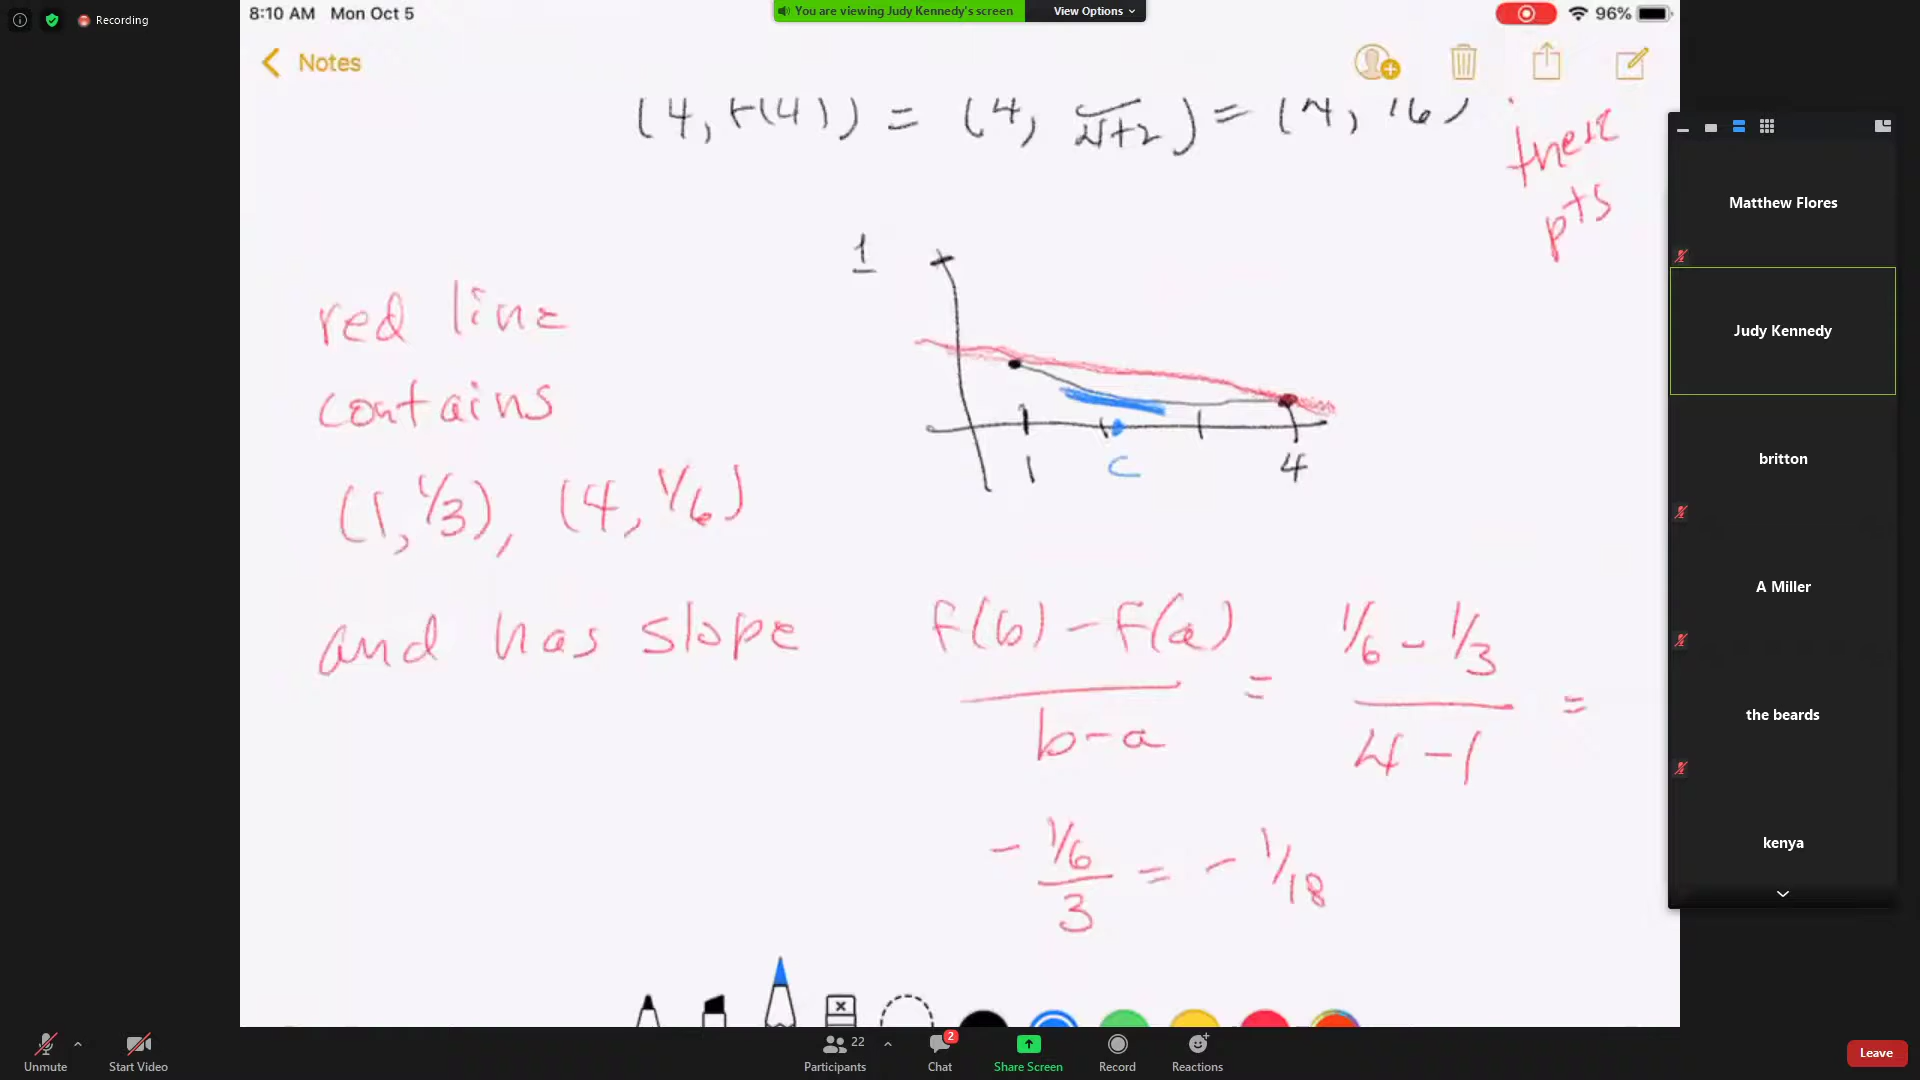 8:10 AM Mon Oct 5
Recording
You are viewing Judy Kennedy's screen
View Options
96%
Notes
(4, f(4)) = (4, 4+2) = (4, 1/6)
these
pts
1
red line
contains
(1, 1/3), (4, 1/6)
1 C 4
and has slope f(b) - f(a) / b - a = 1/6 - 1/3 / 4 - 1 =
- 1/6 / 3 = - 1/18
Matthew Flores
Judy Kennedy
britton
A Miller
the beards
kenya
Unmute
Start Video
Participants 22
Chat 2
Share Screen
Record
Reactions
Leave